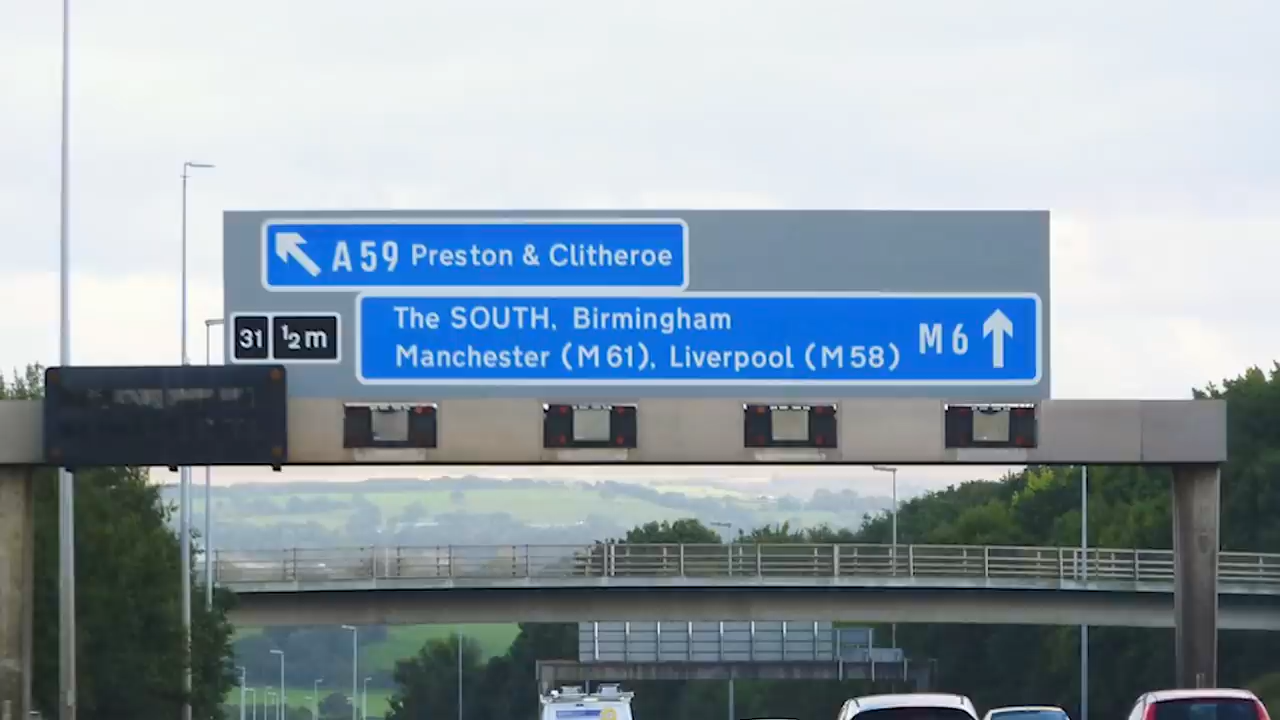 A59 Preston & Clitheroe
31 ½m
The SOUTH, Birmingham
Manchester (M61), Liverpool (M58)
M6